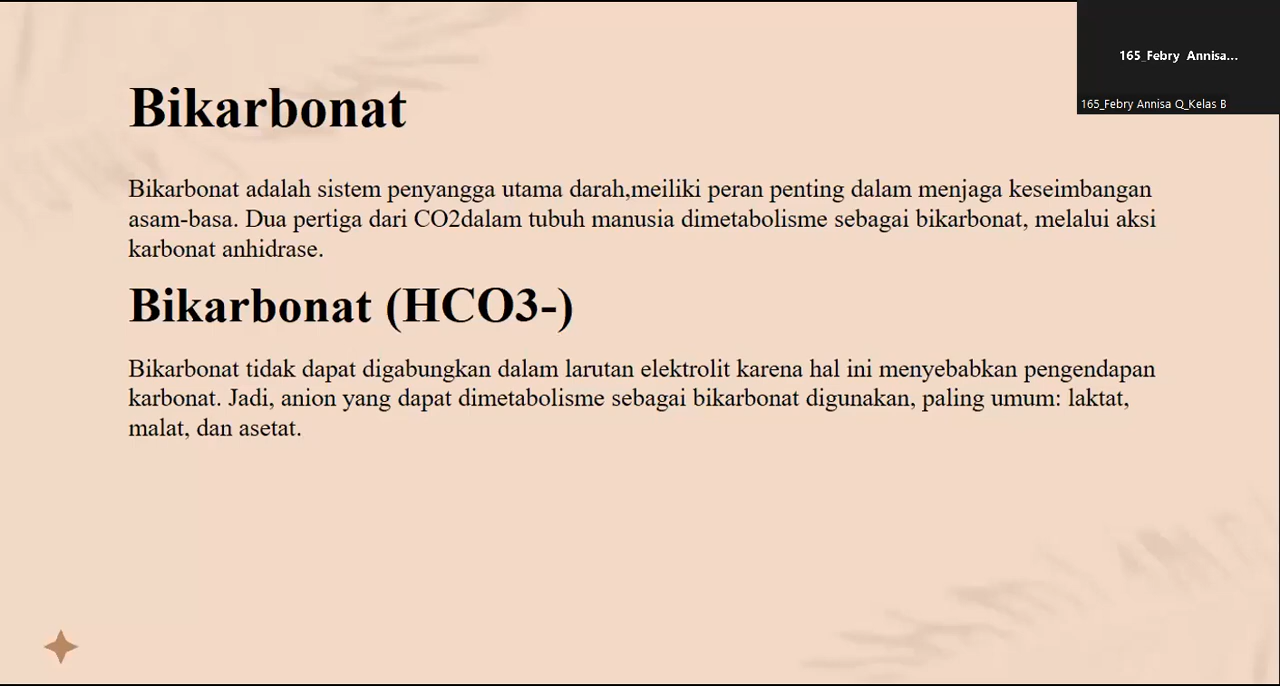 165_Febry Annisa...
165_Febry Annisa Q_Kelas B
Bikarbonat
Bikarbonat adalah sistem penyangga utama darah,meiliki peran penting dalam menjaga keseimbangan
asam-basa. Dua pertiga dari CO2dalam tubuh manusia dimetabolisme sebagai bikarbonat, melalui aksi
karbonat anhidrase.
Bikarbonat (HCO3-)
Bikarbonat tidak dapat digabungkan dalam larutan elektrolit karena hal ini menyebabkan pengendapan
karbonat. Jadi, anion yang dapat dimetabolisme sebagai bikarbonat digunakan, paling umum: laktat,
malat, dan asetat.